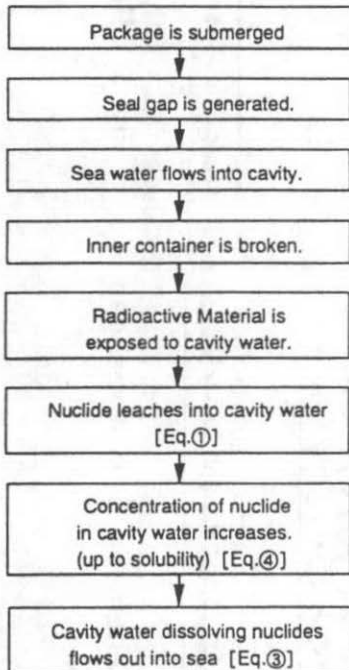 Package is submerged
Seal gap is generated.
Sea water flows into cavity.
Inner container is broken.
Radioactive Material is
exposed to cavity water.
Nuclide leaches into cavity water
[Eq.①]
Concentration of nuclide
in cavity water increases.
(up to solubility) [Eq.④]
Cavity water dissolving nuclides
flows out into sea [Eq.③]